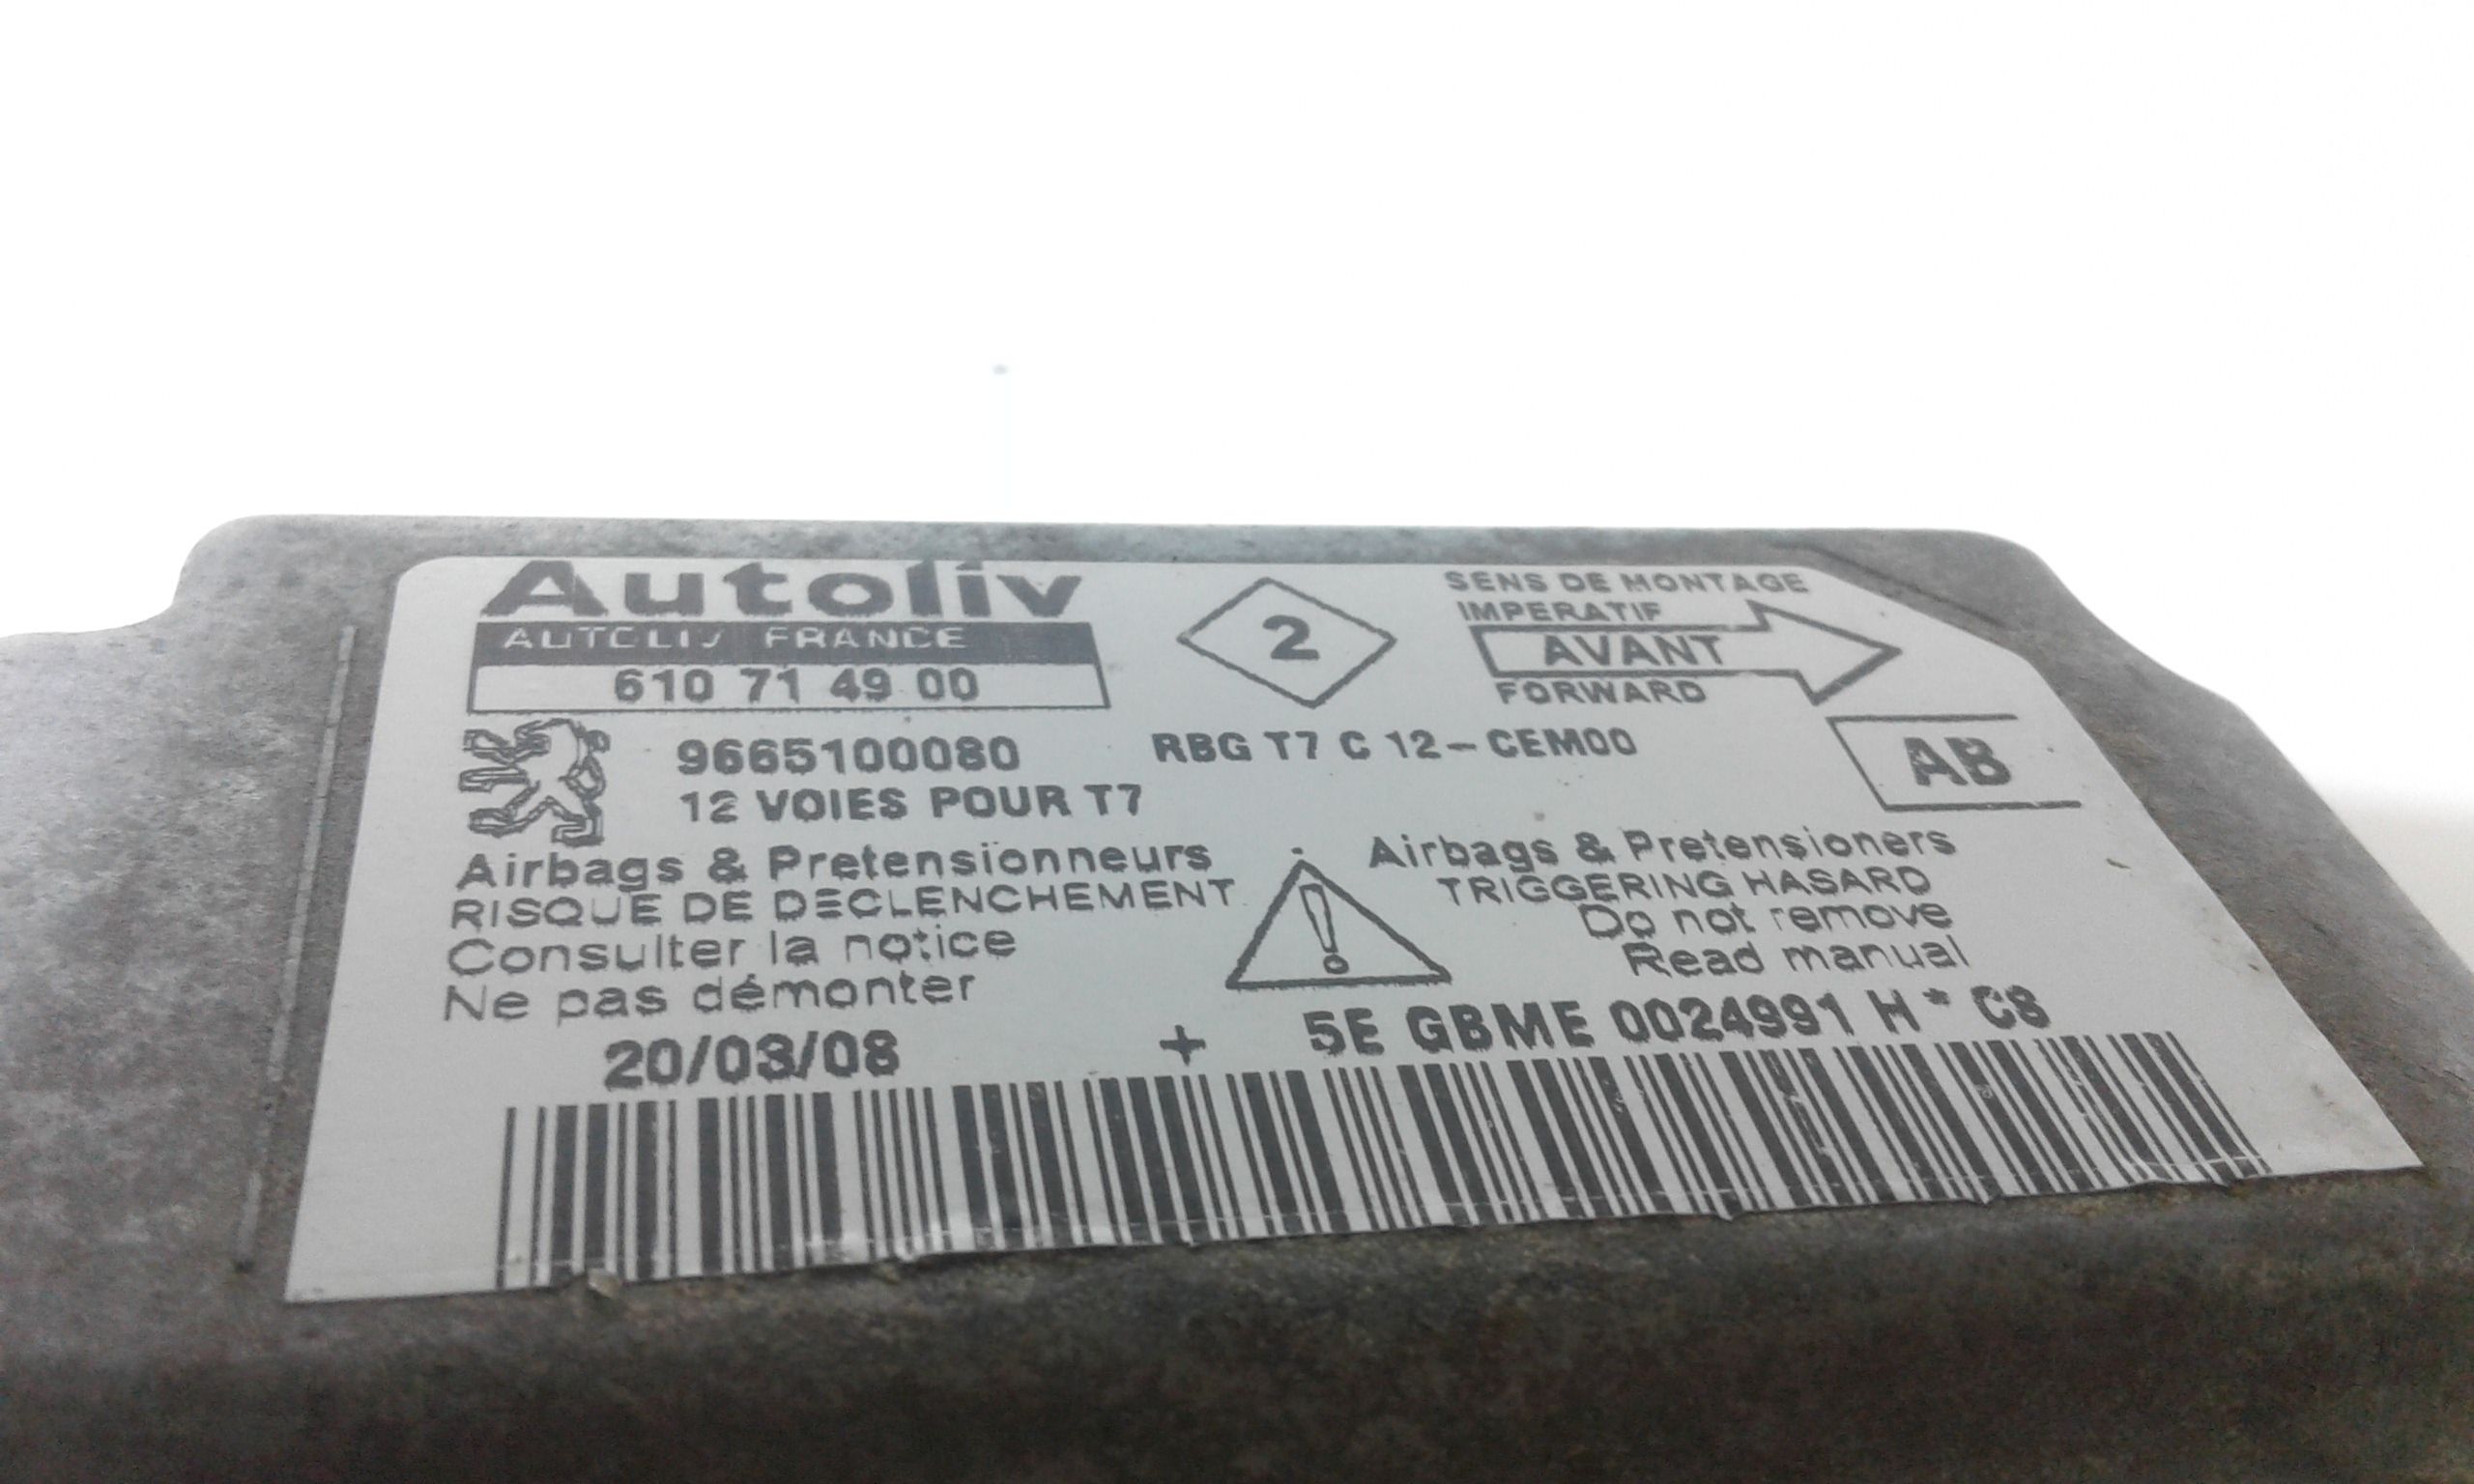 Autoliv
AUTOLIV FRANCE
610 71 49 00
2
SENS DE MONTAGE
IMPERATIF
AVANT
FORWARD
9665100080
RBG T7 C 12-CEM00
AB
12 VOIES POUR T7
Airbags & Pretensionneurs
RISQUE DE DECLENCHEMENT
Consulter la notice
Ne pas démonter
Airbags & Pretensioners
TRIGGERING HASARD
Do not remove
Read manual
20/03/08 + 5E GBME 0024991 H * C8